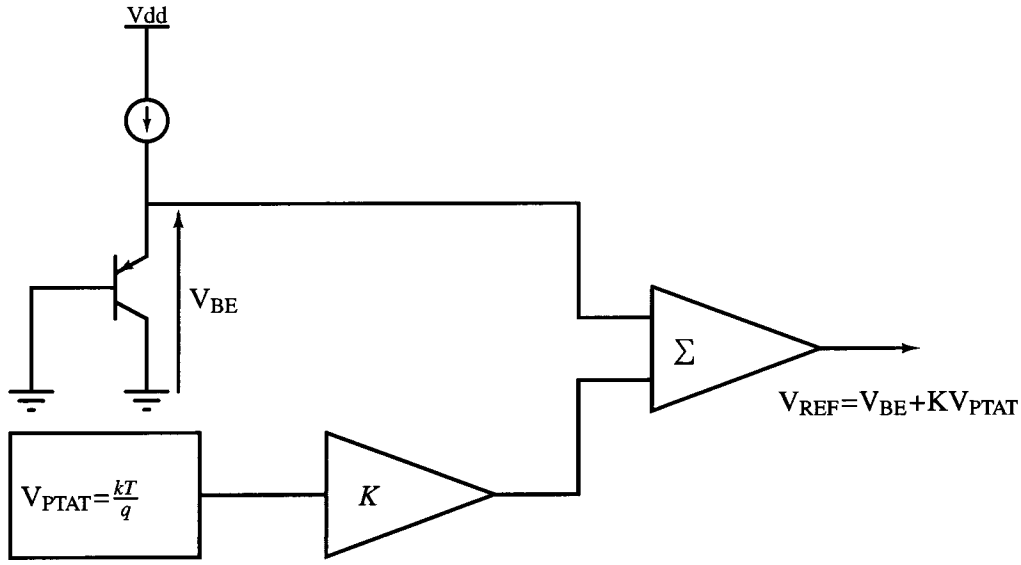 Vdd
V_BE
Σ
V_REF=V_BE+KV_PTAT
V_PTAT=kT/q
K